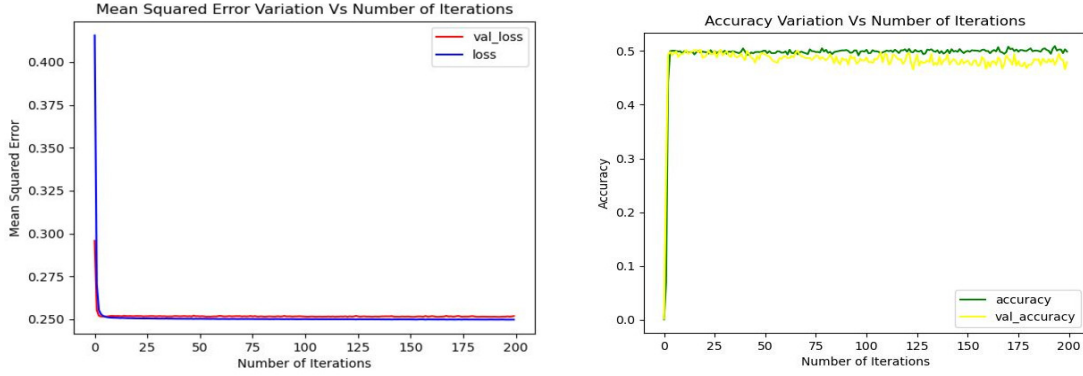 Mean Squared Error Variation Vs Number of Iterations
val_loss
loss
0.400
0.375
0.350
0.325
0.300
0.275
0.250
Mean Squared Error
0 25 50 75 100 125 150 175 200
Number of Iterations
Accuracy Variation Vs Number of Iterations
0.5
0.4
0.3
0.2
0.1
0.0
Accuracy
accuracy
val_accuracy
0 25 50 75 100 125 150 175 200
Number of Iterations